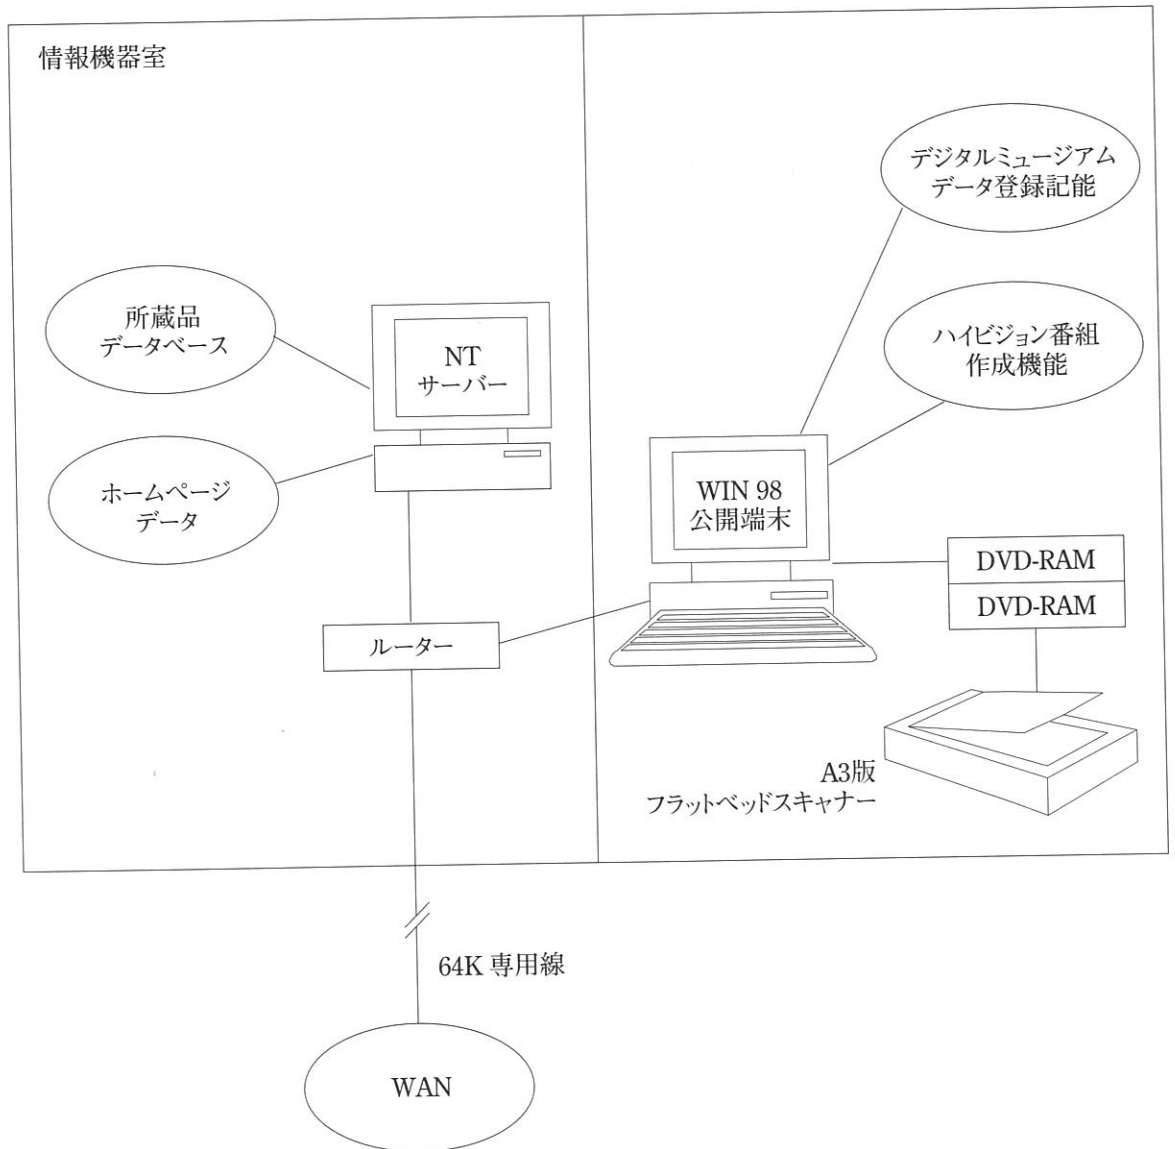 情報機器室
デジタルミュージアム
データ登録記能
所蔵品
データベース
NT
サーバー
ハイビジョン番組
作成機能
ホームページ
データ
WIN 98
公開端末
DVD-RAM
DVD-RAM
ルーター
A3版
フラットベッドスキャナー
64K 専用線
WAN